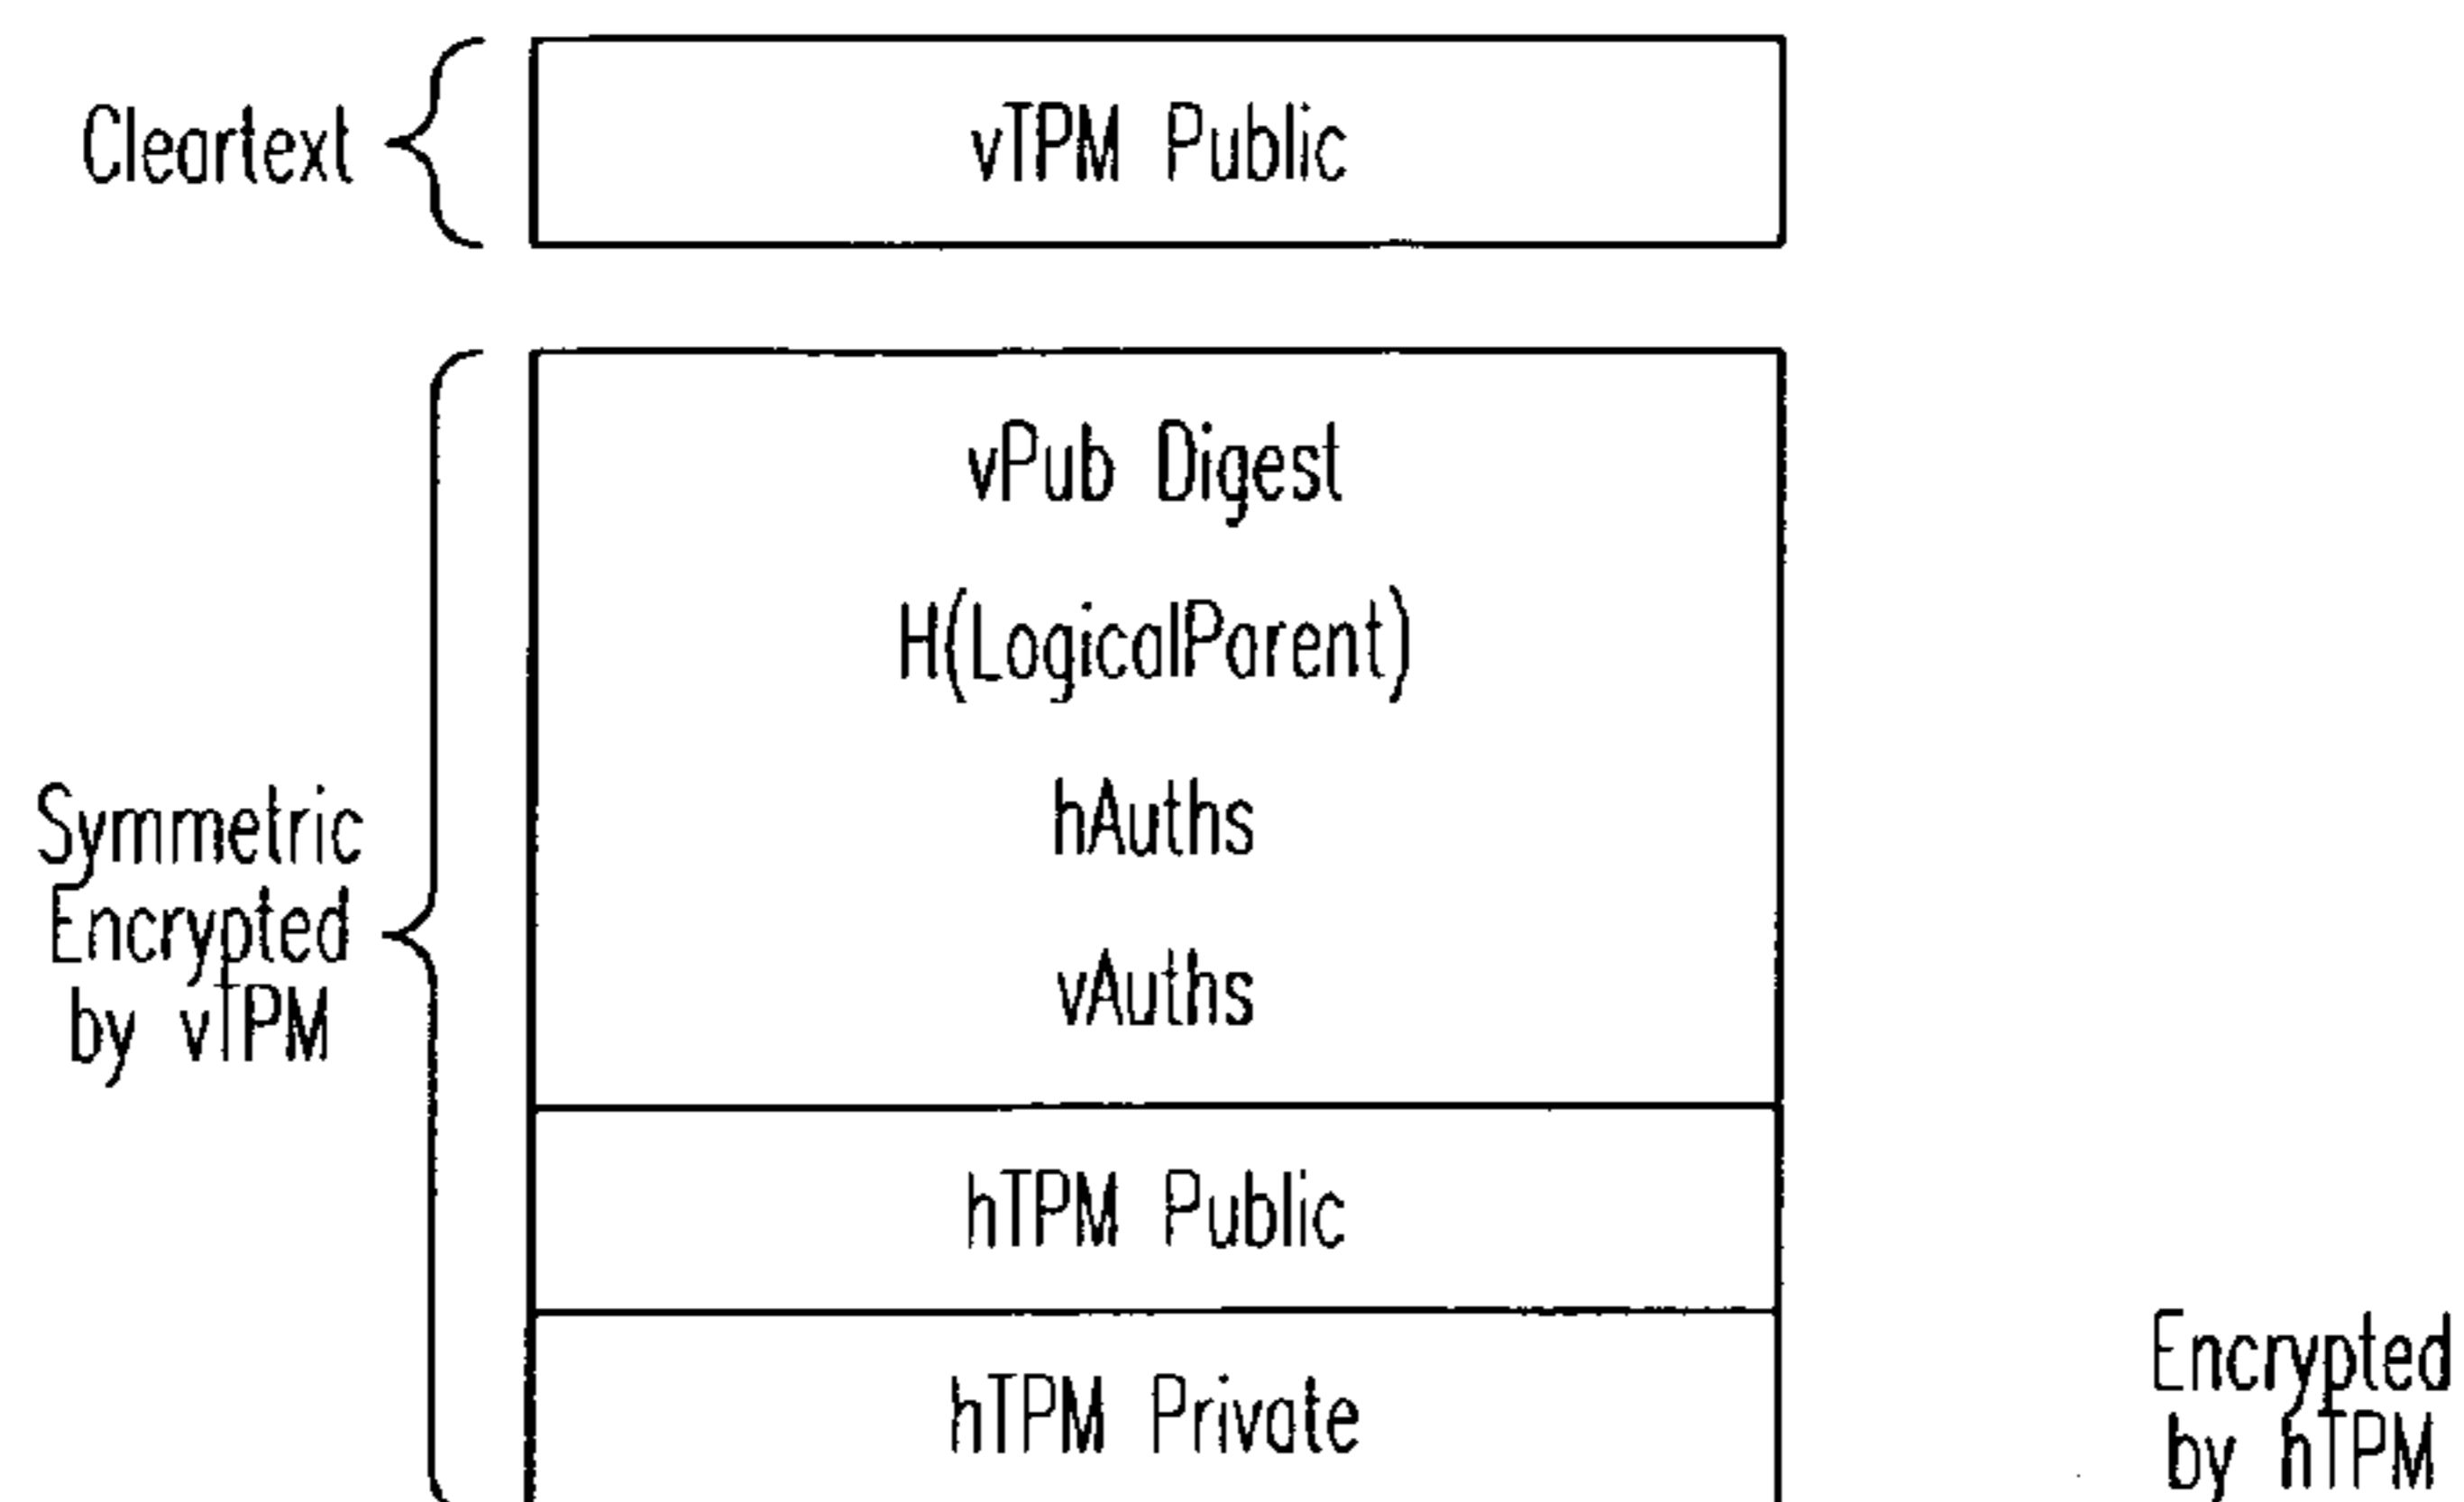 Cleartext
vTPM Public
vPub Digest
H(LogicalParent)
hAuths
vAuths
Symmetric
Encrypted
by vTPM
hTPM Public
hTPM Private
Encrypted
by hTPM